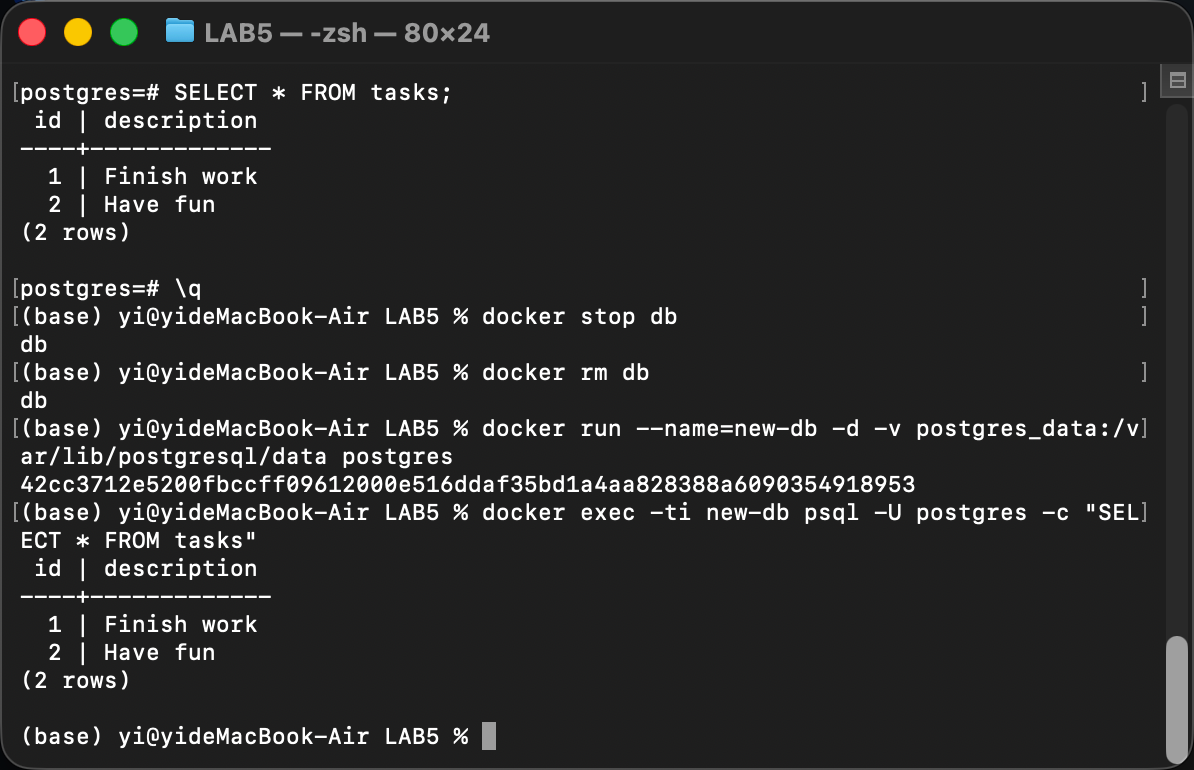 LAB5 — -zsh — 80×24
[postgres=# SELECT * FROM tasks;                                                ]
 id | description
----+-------------
  1 | Finish work
  2 | Have fun
(2 rows)

[postgres=# \q                                                                  ]
[(base) yi@yideMacBook-Air LAB5 % docker stop db                                ]
db
[(base) yi@yideMacBook-Air LAB5 % docker rm db                                  ]
db
[(base) yi@yideMacBook-Air LAB5 % docker run --name=new-db -d -v postgres_data:/v]
ar/lib/postgresql/data postgres
42cc3712e5200fbccff09612000e516ddaf35bd1a4aa828388a6090354918953
[(base) yi@yideMacBook-Air LAB5 % docker exec -ti new-db psql -U postgres -c "SEL]
ECT * FROM tasks"
 id | description
----+-------------
  1 | Finish work
  2 | Have fun
(2 rows)

(base) yi@yideMacBook-Air LAB5 %